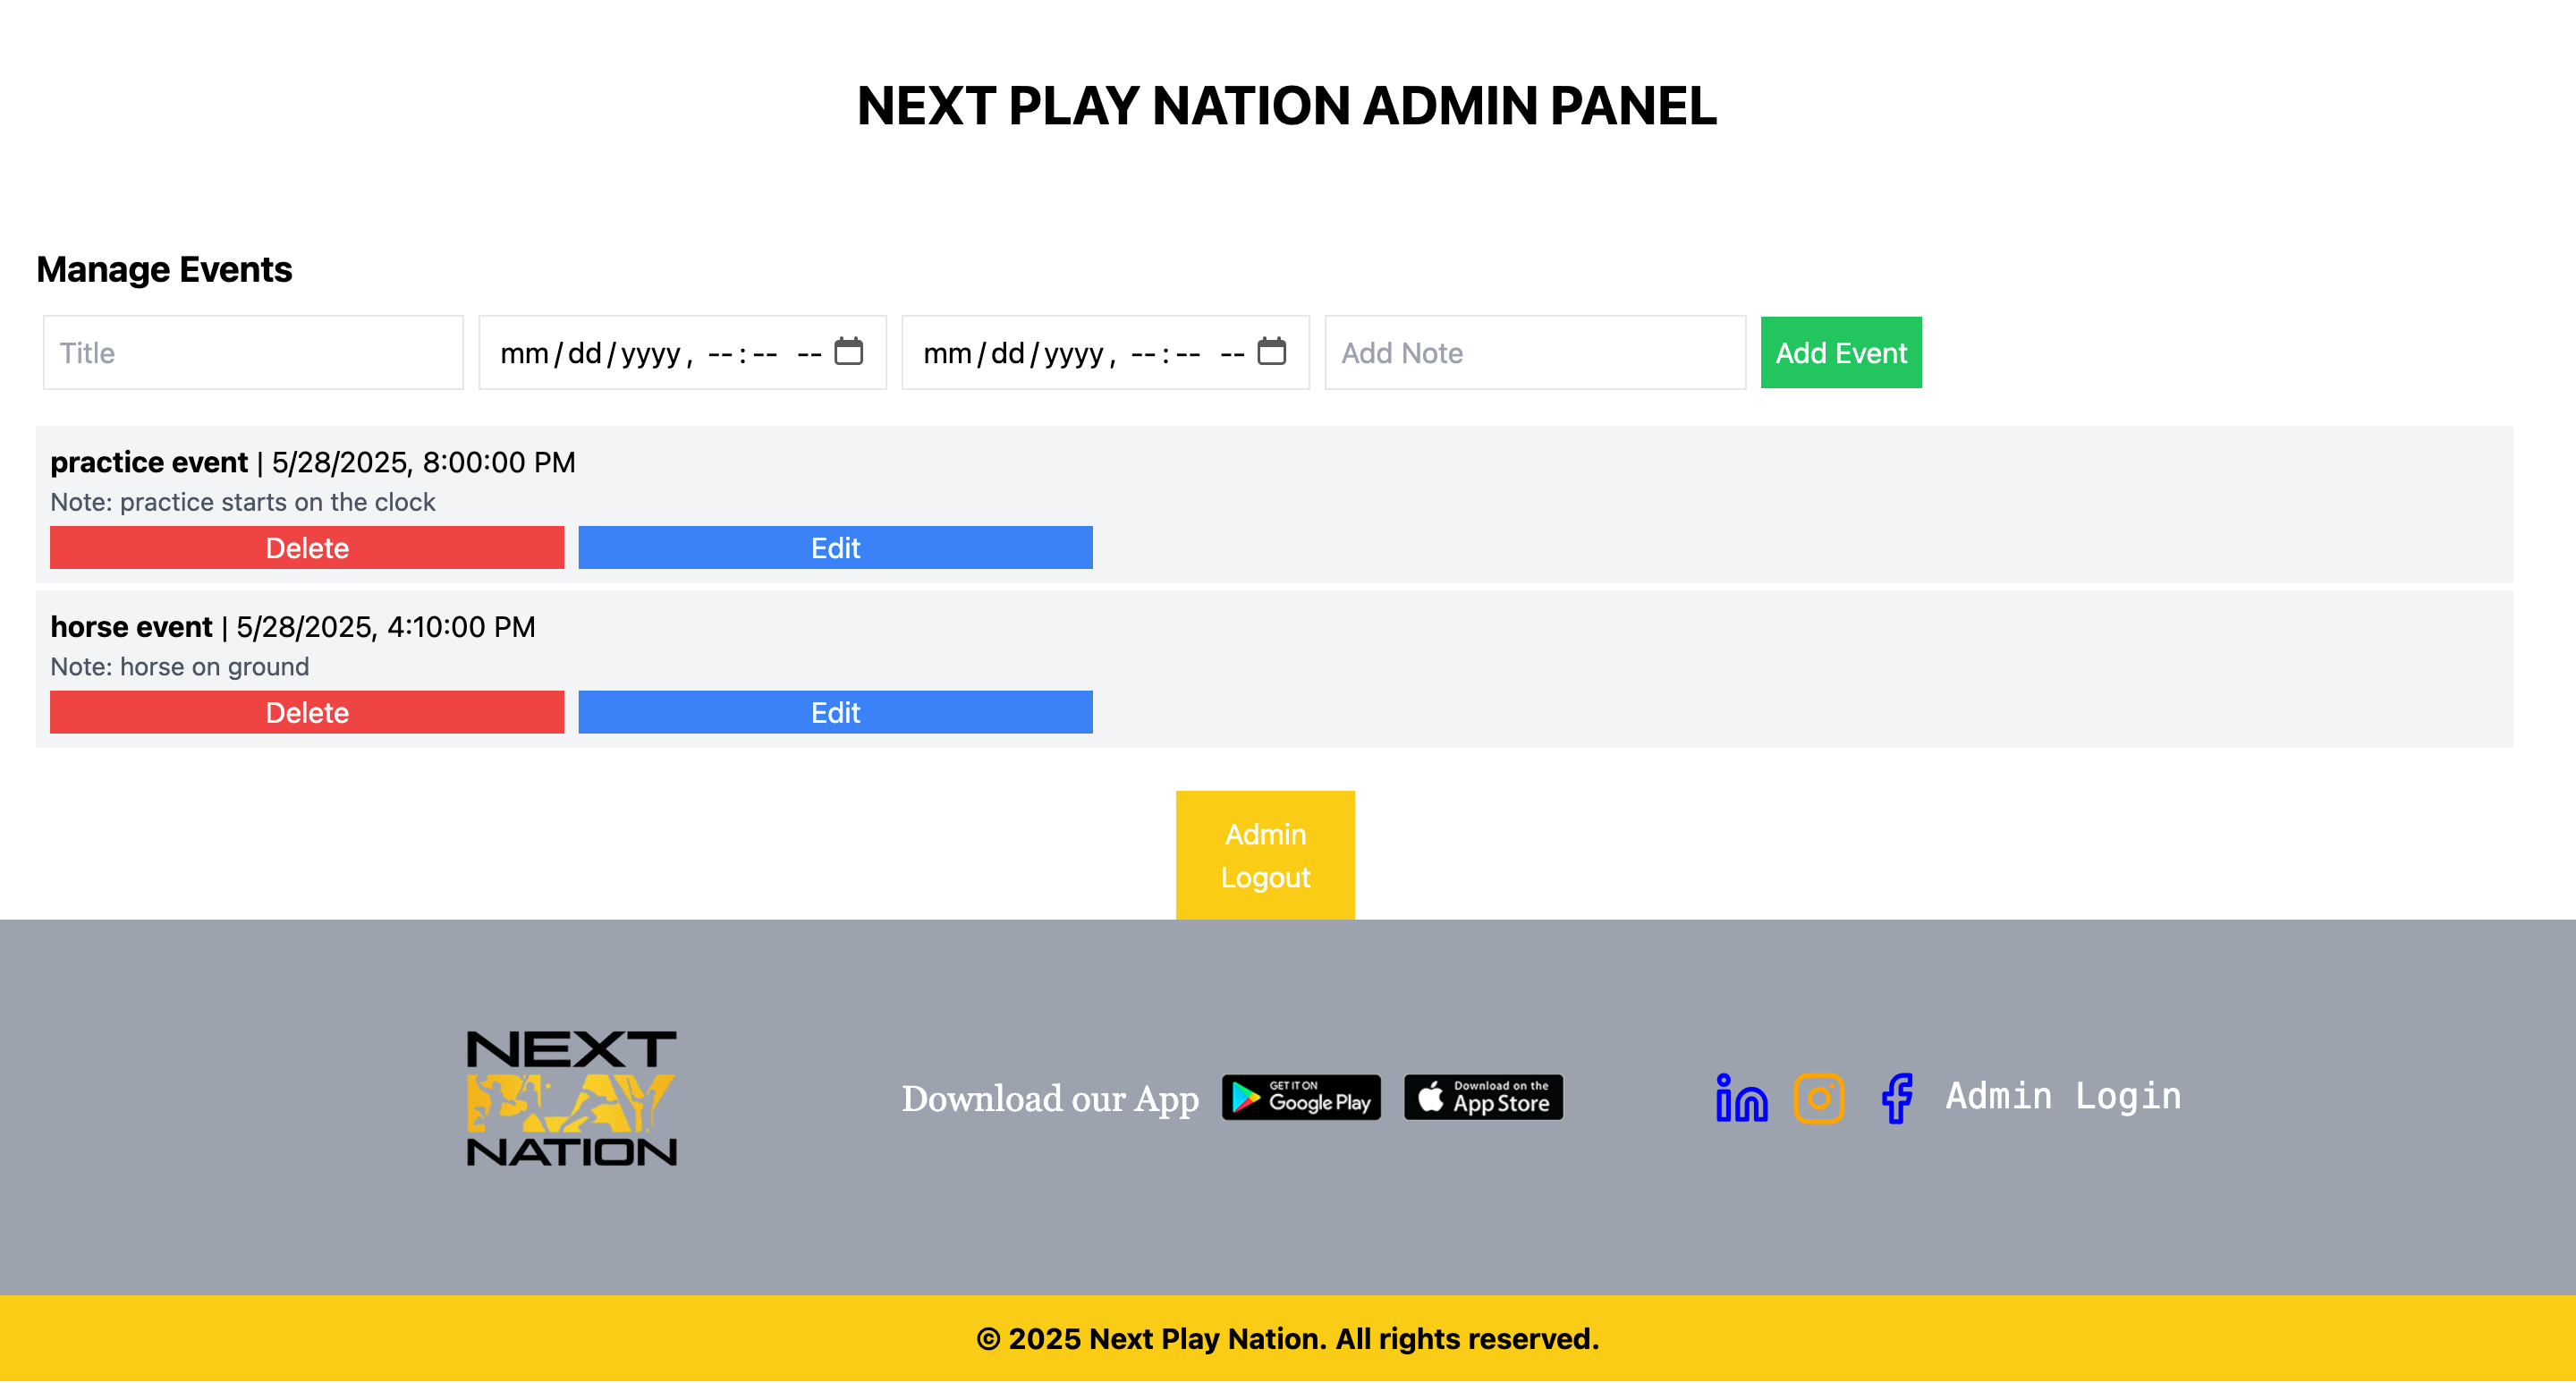 NEXT PLAY NATION ADMIN PANEL
Manage Events
Title
mm/dd/yyyy, --:-- --
mm/dd/yyyy, --:-- --
Add Note
Add Event
practice event | 5/28/2025, 8:00:00 PM
Note: practice starts on the clock
Delete
Edit
horse event | 5/28/2025, 4:10:00 PM
Note: horse on ground
Delete
Edit
Admin
Logout
NEXT
PLAY
NATION
Download our App
GET IT ON
Google Play
Download on the
App Store
in
Admin Login
© 2025 Next Play Nation. All rights reserved.